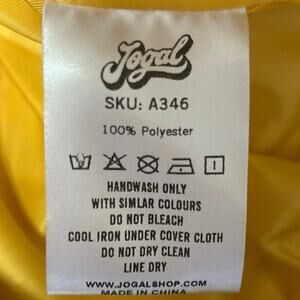 Jogal
SKU: A346
100% Polyester
HANDWASH ONLY
WITH SIMLAR COLOURS
DO NOT BLEACH
COOL IRON UNDER COVER CLOTH
DO NOT DRY CLEAN
LINE DRY
WWW.JOGALSHOP.COM
MADE IN CHINA